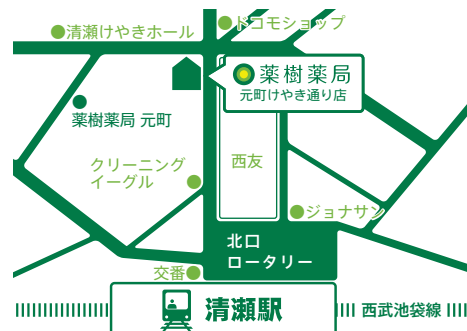 ドコモショップ
清瀬けやきホール
薬樹薬局
元町けやき通り店
薬樹薬局 元町
クリーニング
イーグル
西友
ジョナサン
北口
ロータリー
交番
清瀬駅
西武池袋線